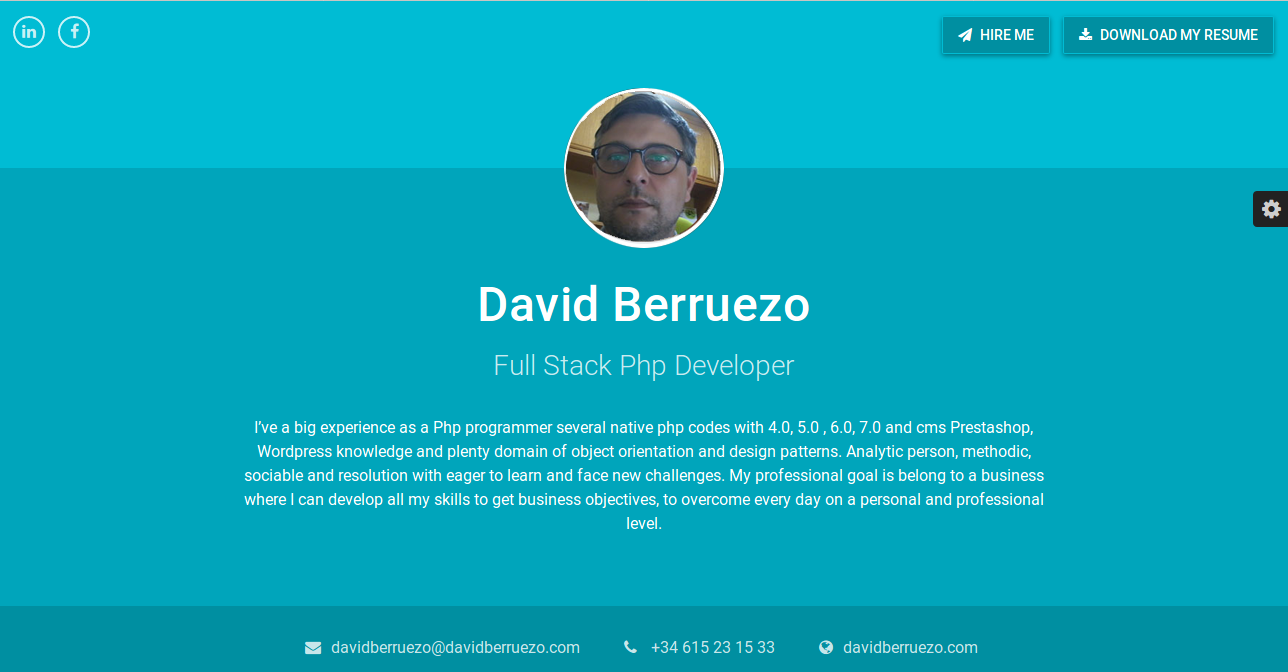 HIRE ME
DOWNLOAD MY RESUME
David Berruezo
Full Stack Php Developer
I’ve a big experience as a Php programmer several native php codes with 4.0, 5.0 , 6.0, 7.0 and cms Prestashop,
Wordpress knowledge and plenty domain of object orientation and design patterns. Analytic person, methodic,
sociable and resolution with eager to learn and face new challenges. My professional goal is belong to a business
where I can develop all my skills to get business objectives, to overcome every day on a personal and professional
level.
davidberruezo@davidberruezo.com
+34 615 23 15 33
davidberruezo.com